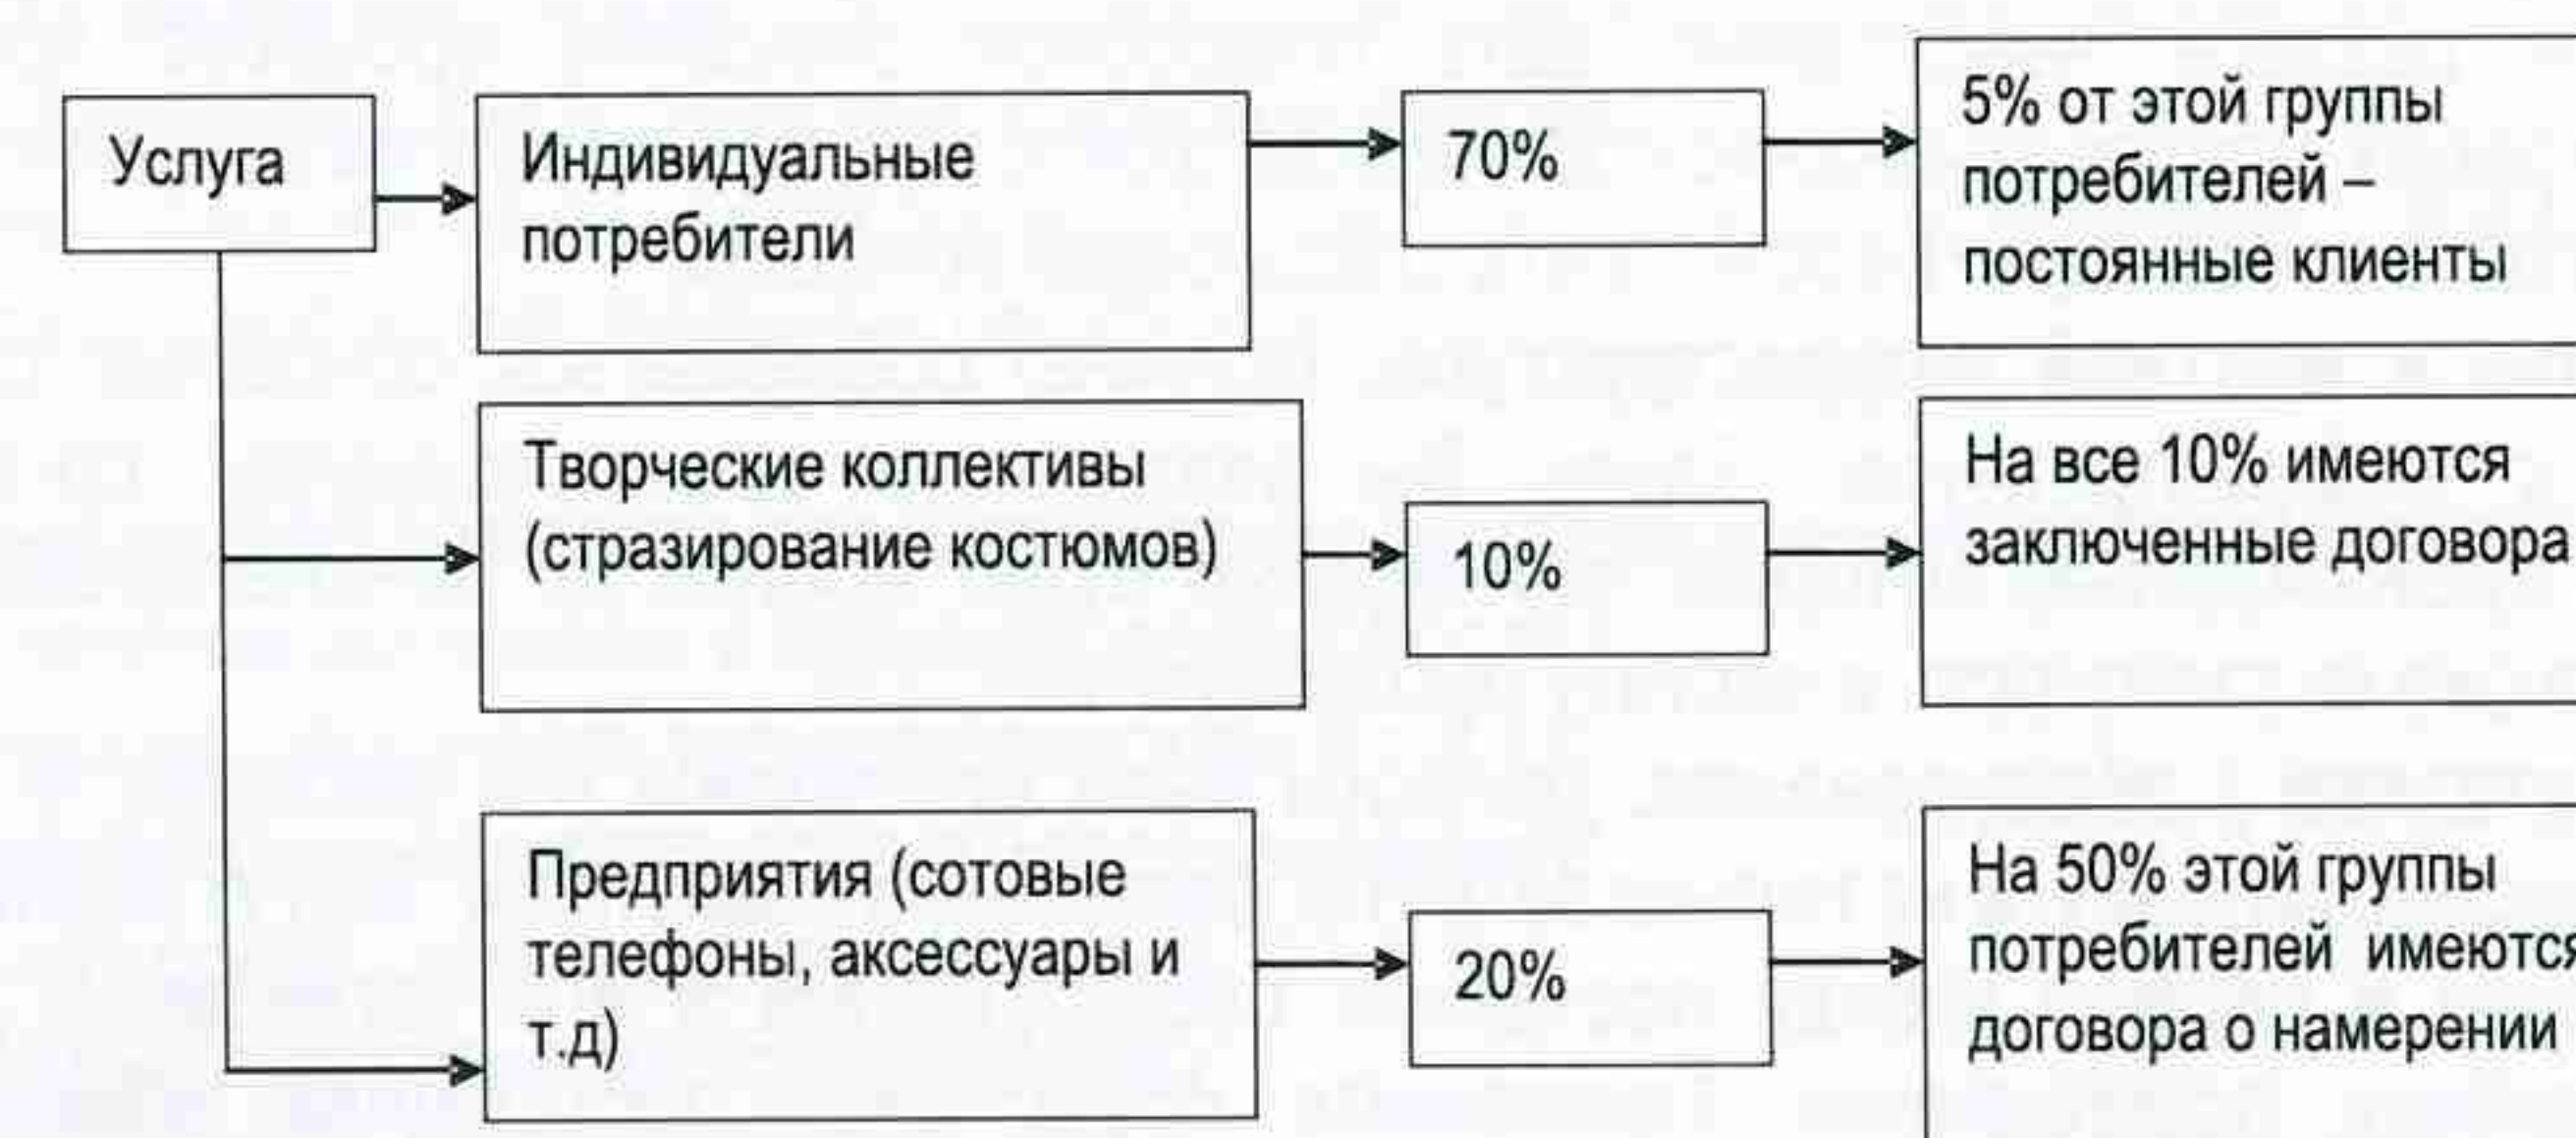 Услуга
Индивидуальные
потребители
70%
5% от этой группы
потребителей –
постоянные клиенты
Творческие коллективы
(стразирование костюмов)
10%
На все 10% имеются
заключенные договора
Предприятия (сотовые
телефоны, аксессуары и
т.д)
20%
На 50% этой группы
потребителей имеются
договора о намерении